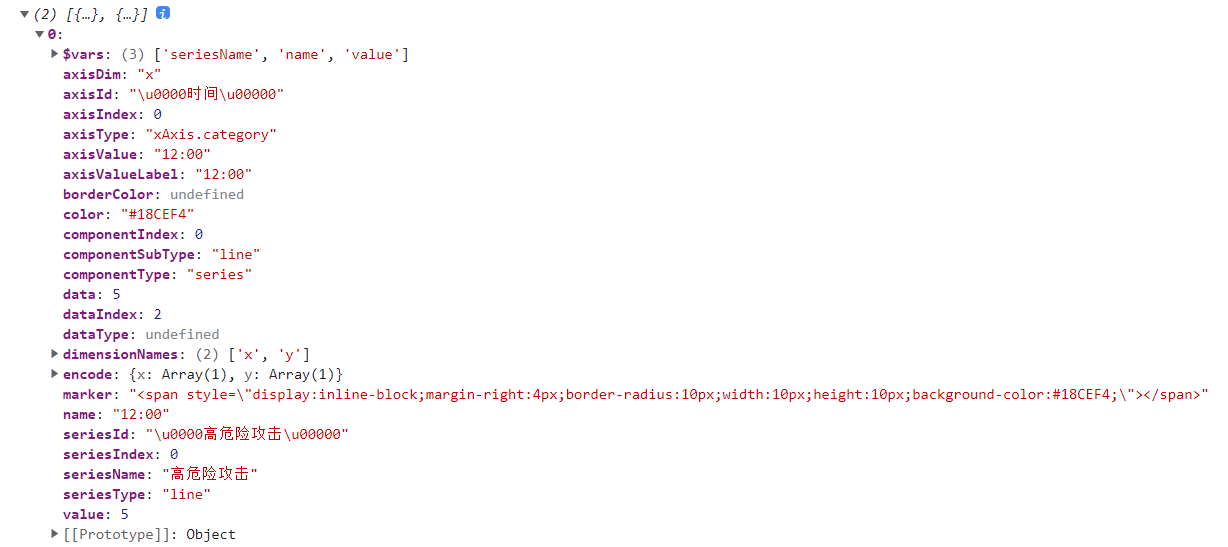 (2) [{…}, {…}] i
0:
$vars: (3) ['seriesName', 'name', 'value']
axisDim: "x"
axisId: "\u0000时间\u00000"
axisIndex: 0
axisType: "xAxis.category"
axisValue: "12:00"
axisValueLabel: "12:00"
borderColor: undefined
color: "#18CEF4"
componentIndex: 0
componentSubType: "line"
componentType: "series"
data: 5
dataIndex: 2
dataType: undefined
dimensionNames: (2) ['x', 'y']
encode: {x: Array(1), y: Array(1)}
marker: "<span style=\"display:inline-block;margin-right:4px;border-radius:10px;width:10px;height:10px;background-color:#18CEF4;\"></span>"
name: "12:00"
seriesId: "\u0000高危险攻击\u00000"
seriesIndex: 0
seriesName: "高危险攻击"
seriesType: "line"
value: 5
[[Prototype]]: Object